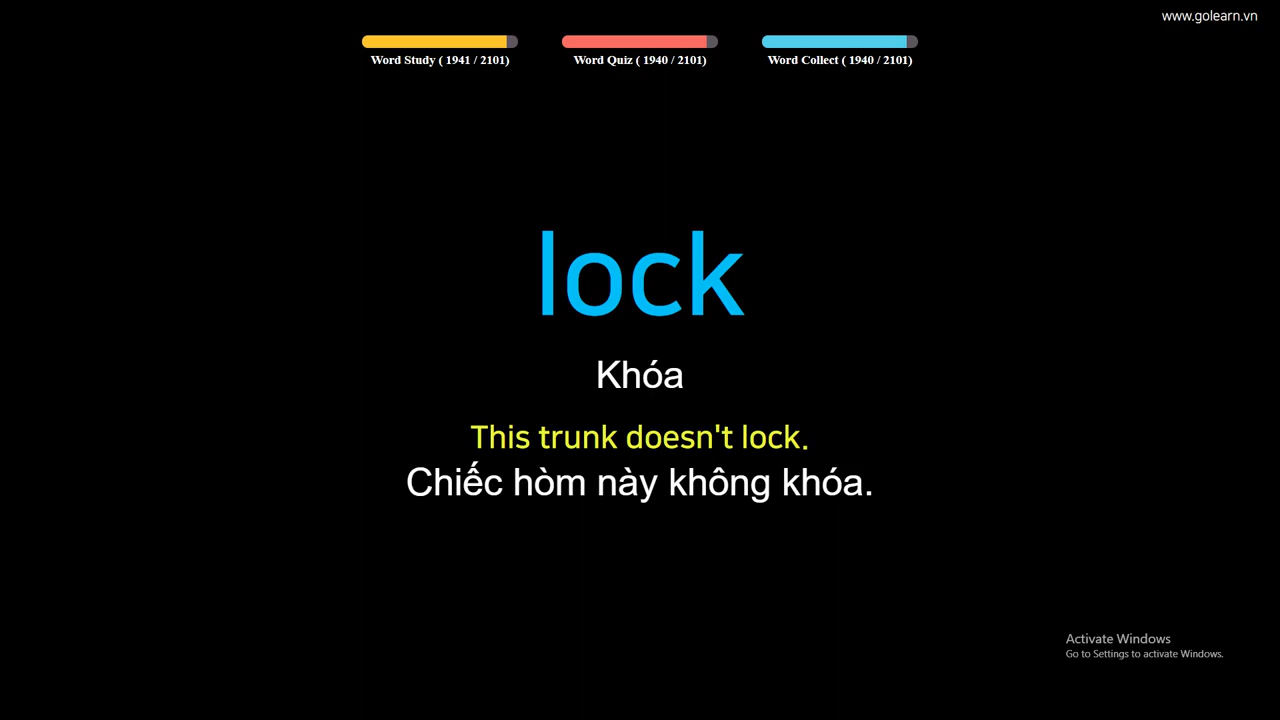 www.golearn.vn
Word Study ( 1941 / 2101)
Word Quiz ( 1940 / 2101)
Word Collect ( 1940 / 2101)
lock
Khóa
This trunk doesn't lock.
Chiếc hòm này không khóa.
Activate Windows
Go to Settings to activate Windows.